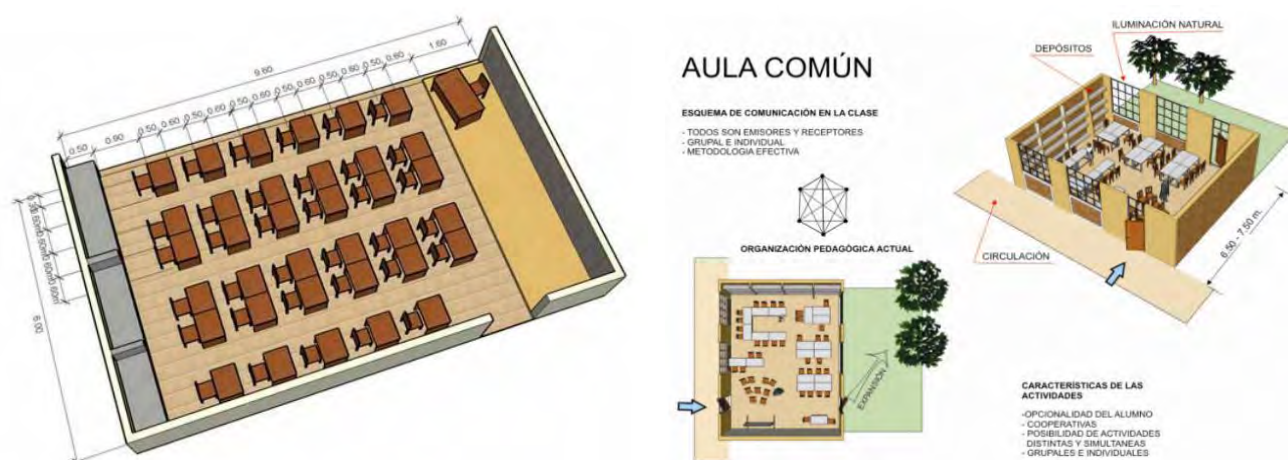 9.60
0.50
0.90
0.50
0.60
0.50
0.60
0.50
0.60
0.50
0.60
0.50
0.60
0.50
0.60
1.60
0.60m
0.60m
0.60m
0.60m
6.00
AULA COMÚN
ESQUEMA DE COMUNICACIÓN EN LA CLASE
- TODOS SON EMISORES Y RECEPTORES
- GRUPAL E INDIVIDUAL
- METODOLOGIA EFECTIVA
ORGANIZACIÓN PEDAGÓGICA ACTUAL
EXPANSIÓN
ILUMINACIÓN NATURAL
DEPÓSITOS
CIRCULACIÓN
6.50 - 7.50 m.
CARACTERÍSTICAS DE LAS
ACTIVIDADES
-OPCIONALIDAD DEL ALUMNO
- COOPERATIVAS
- POSIBILIDAD DE ACTIVIDADES
DISTINTAS Y SIMULTANEAS
- GRUPALES E INDIVIDUALES